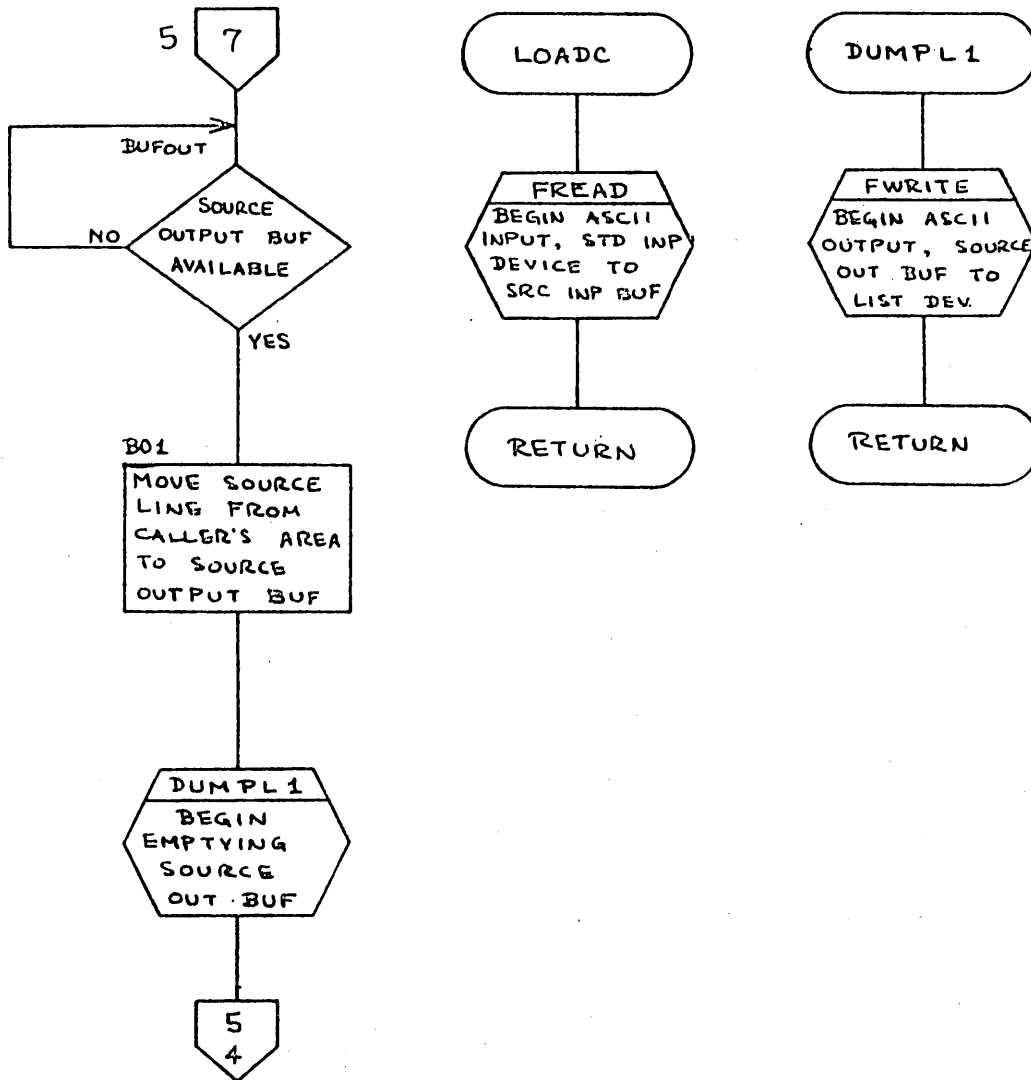 5 7
BUFOUT
SOURCE
OUTPUT BUF
AVAILABLE
NO
YES
B01
MOVE SOURCE
LINE FROM
CALLER'S AREA
TO SOURCE
OUTPUT BUF
DUMPL1
BEGIN
EMPTYING
SOURCE
OUT BUF
5
4
LOADC
FREAD
BEGIN ASCII
INPUT, STD INP
DEVICE TO
SRC INP BUF
RETURN
DUMPL1
FWRITE
BEGIN ASCII
OUTPUT, SOURCE
OUT BUF TO
LIST DEV.
RETURN